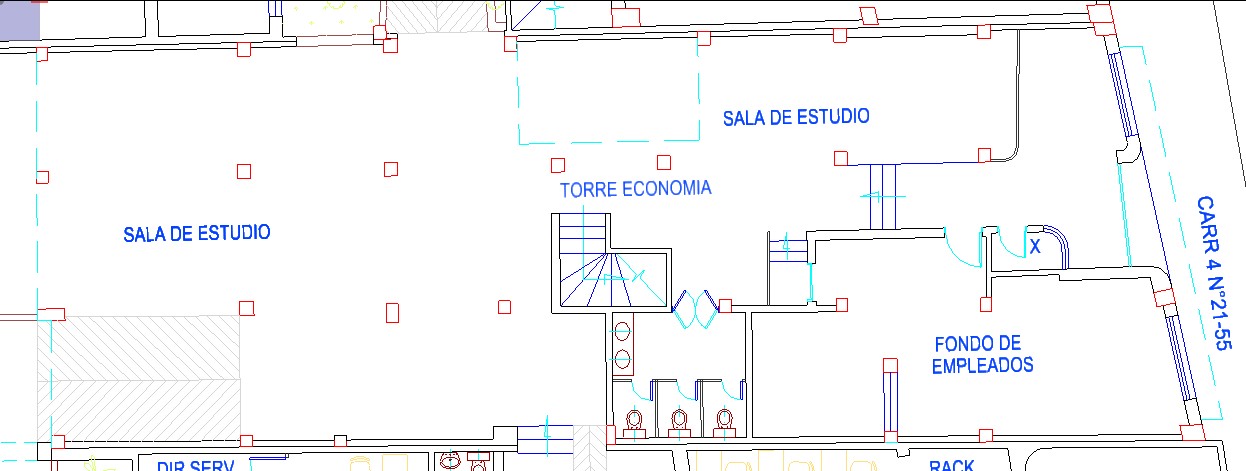 SALA DE ESTUDIO
TORRE ECONOMIA
SALA DE ESTUDIO
X
CARR 4 N°21-55
FONDO DE
EMPLEADOS
DIR SERV
RACK